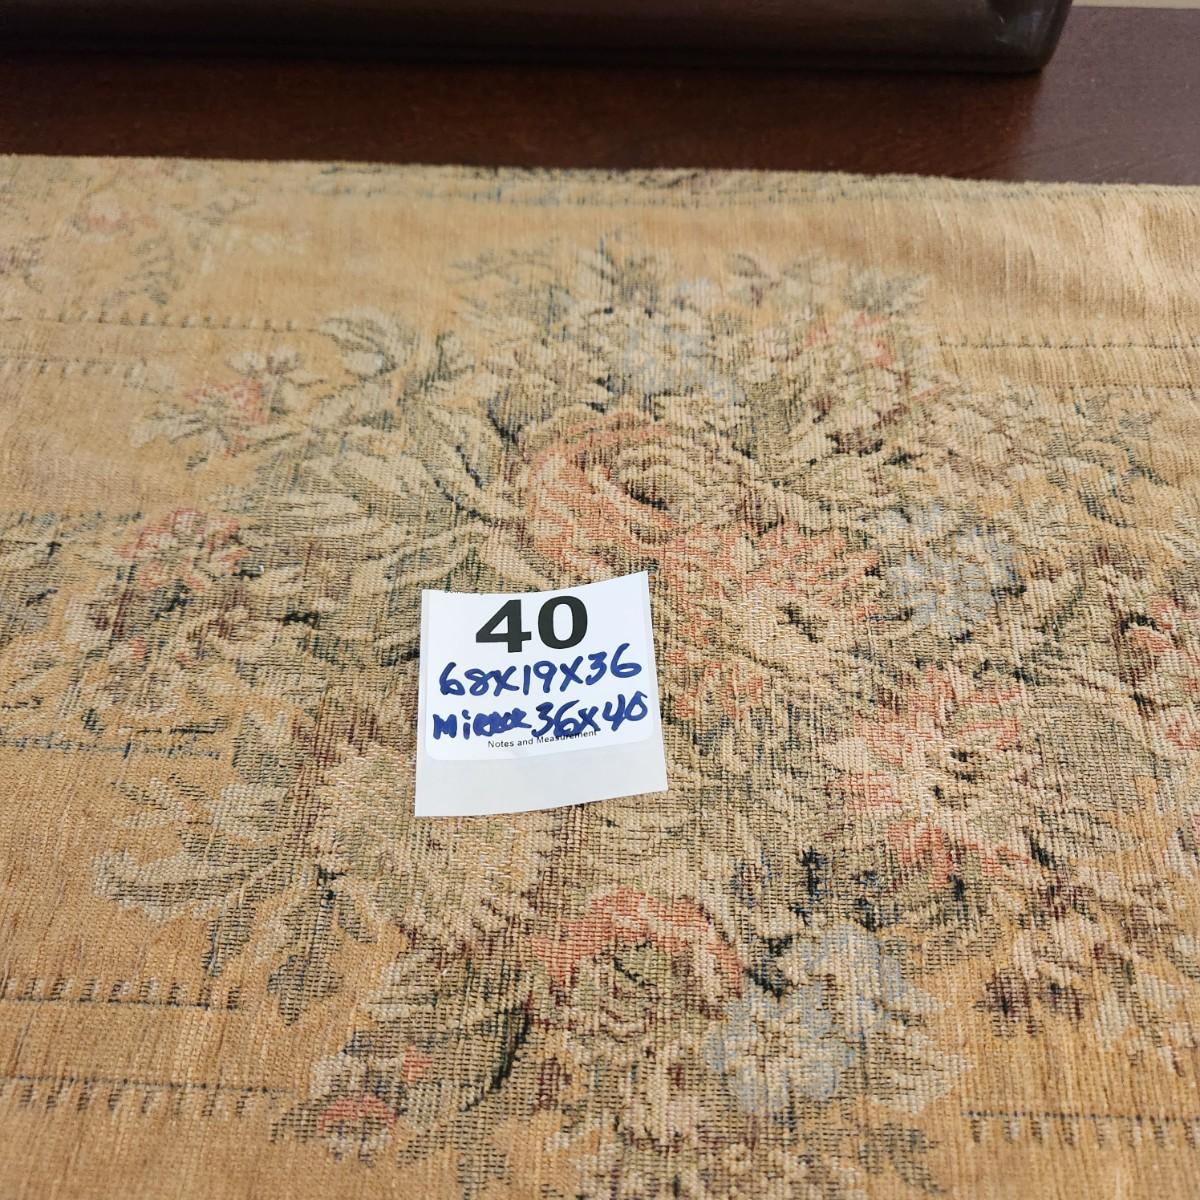 40
68X19X36
Mirror 36X40
Notes and Measurement